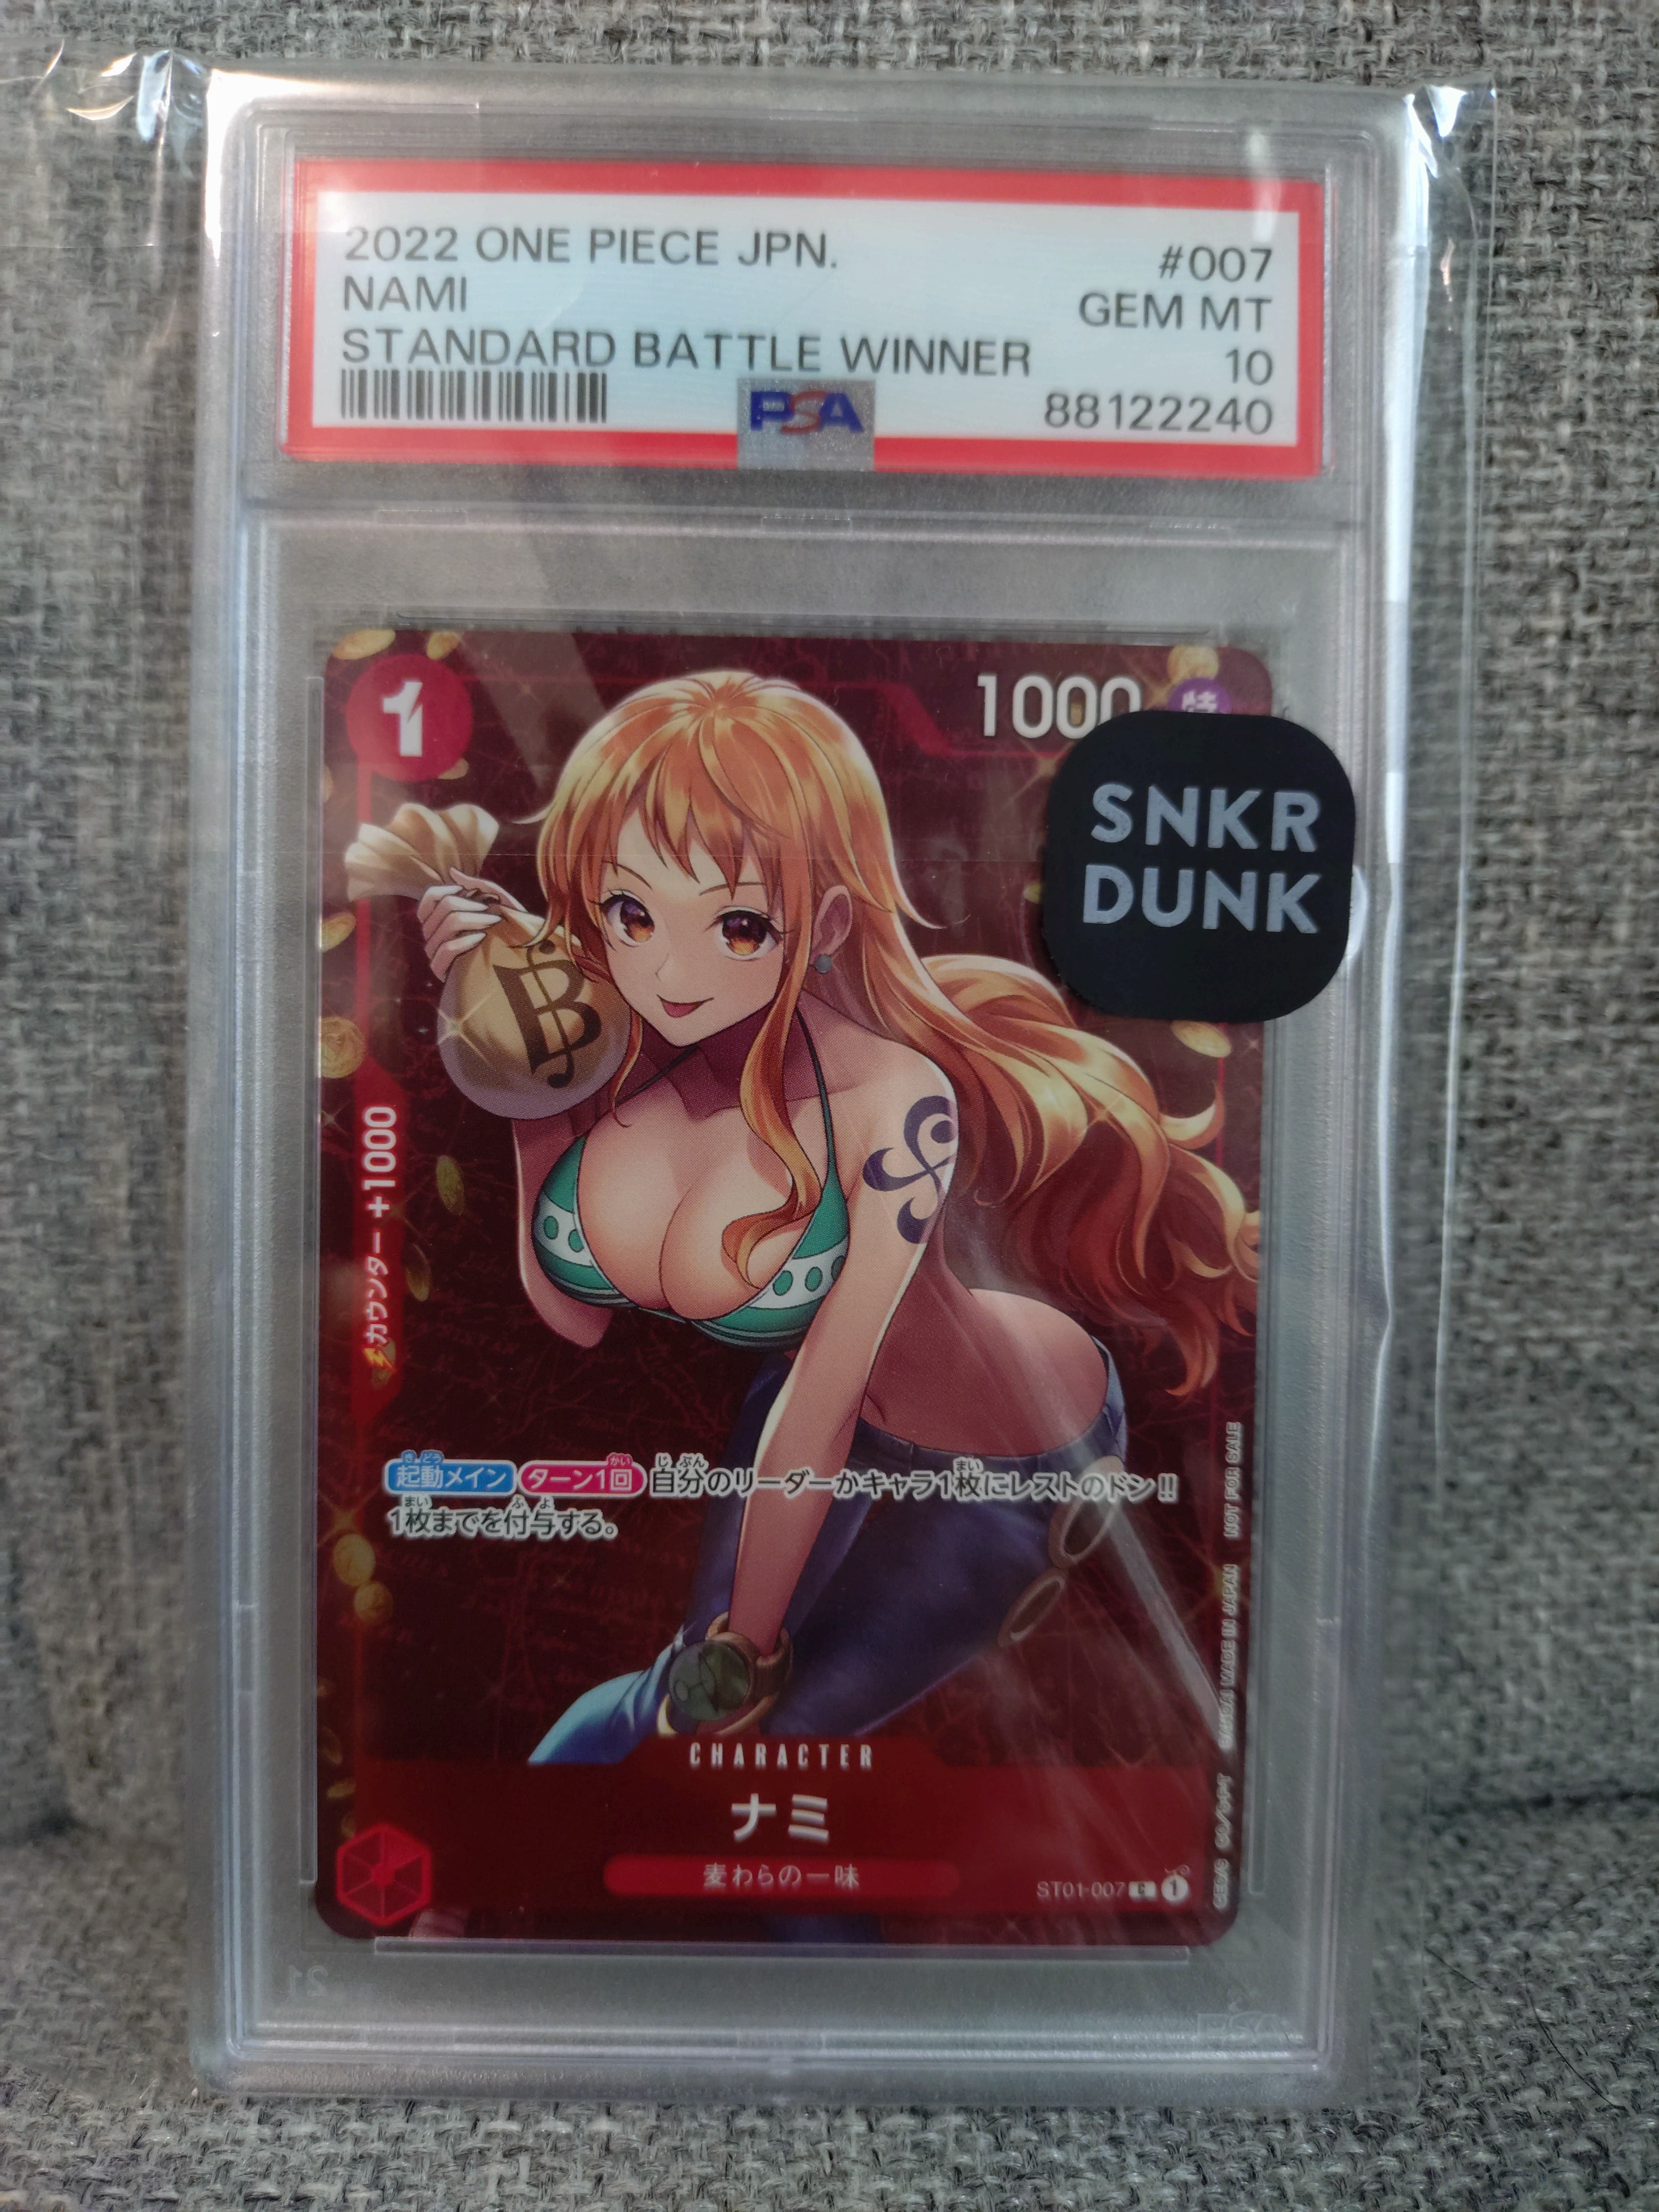 2022 ONE PIECE JPN. #007
NAMI GEM MT
STANDARD BATTLE WINNER 10
PSA 88122240
1
1000
特
SNKR
DUNK
B
カウンター +1000
起動メイン ターン1回 自分のリーダーかキャラ1枚にレストのドン!!
1枚までを付与する。
NOT FOR SALE
MADE IN JAPAN
CHARACTER
ナミ
麦わらの一味
ST01-007 C 1
21
PSA